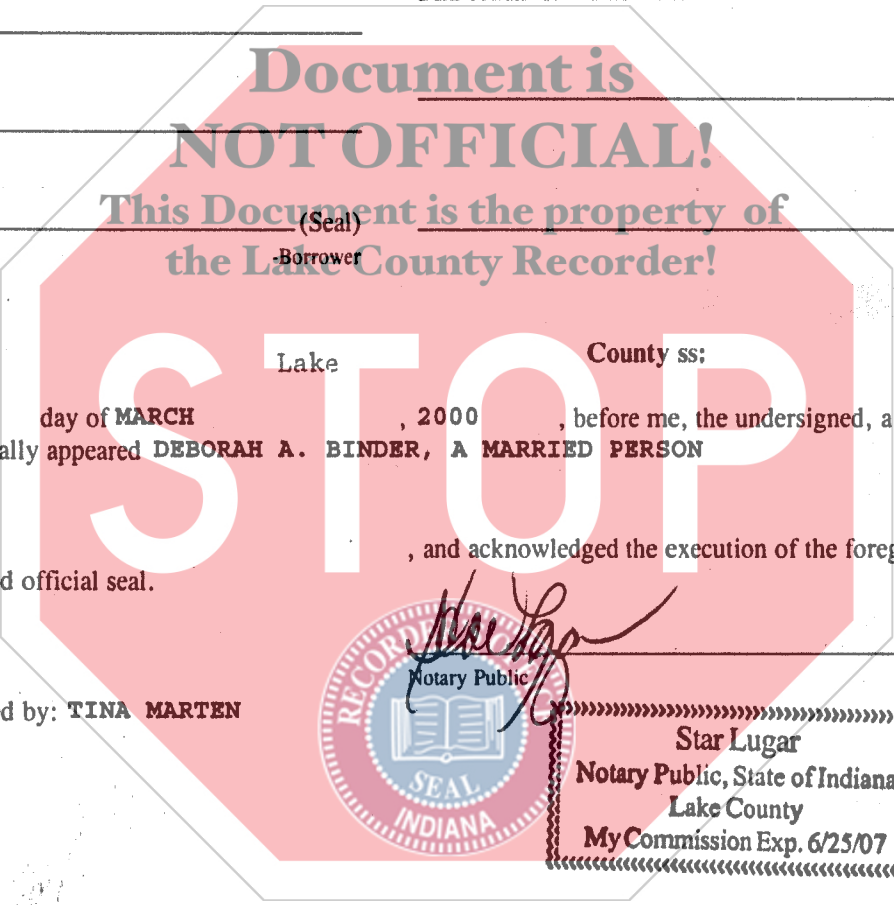 Document is
NOT OFFICIAL!
This Document is the property of
the Lake County Recorder!
(Seal)
-Borrower
STOP
Lake County ss:
day of MARCH , 2000 , before me, the undersigned, a
ally appeared DEBORAH A. BINDER, A MARRIED PERSON
, and acknowledged the execution of the foreg
d official seal.
Notary Public
d by: TINA MARTEN
SEAL
INDIANA
Star Lugar
Notary Public, State of Indiana
Lake County
My Commission Exp. 6/25/07